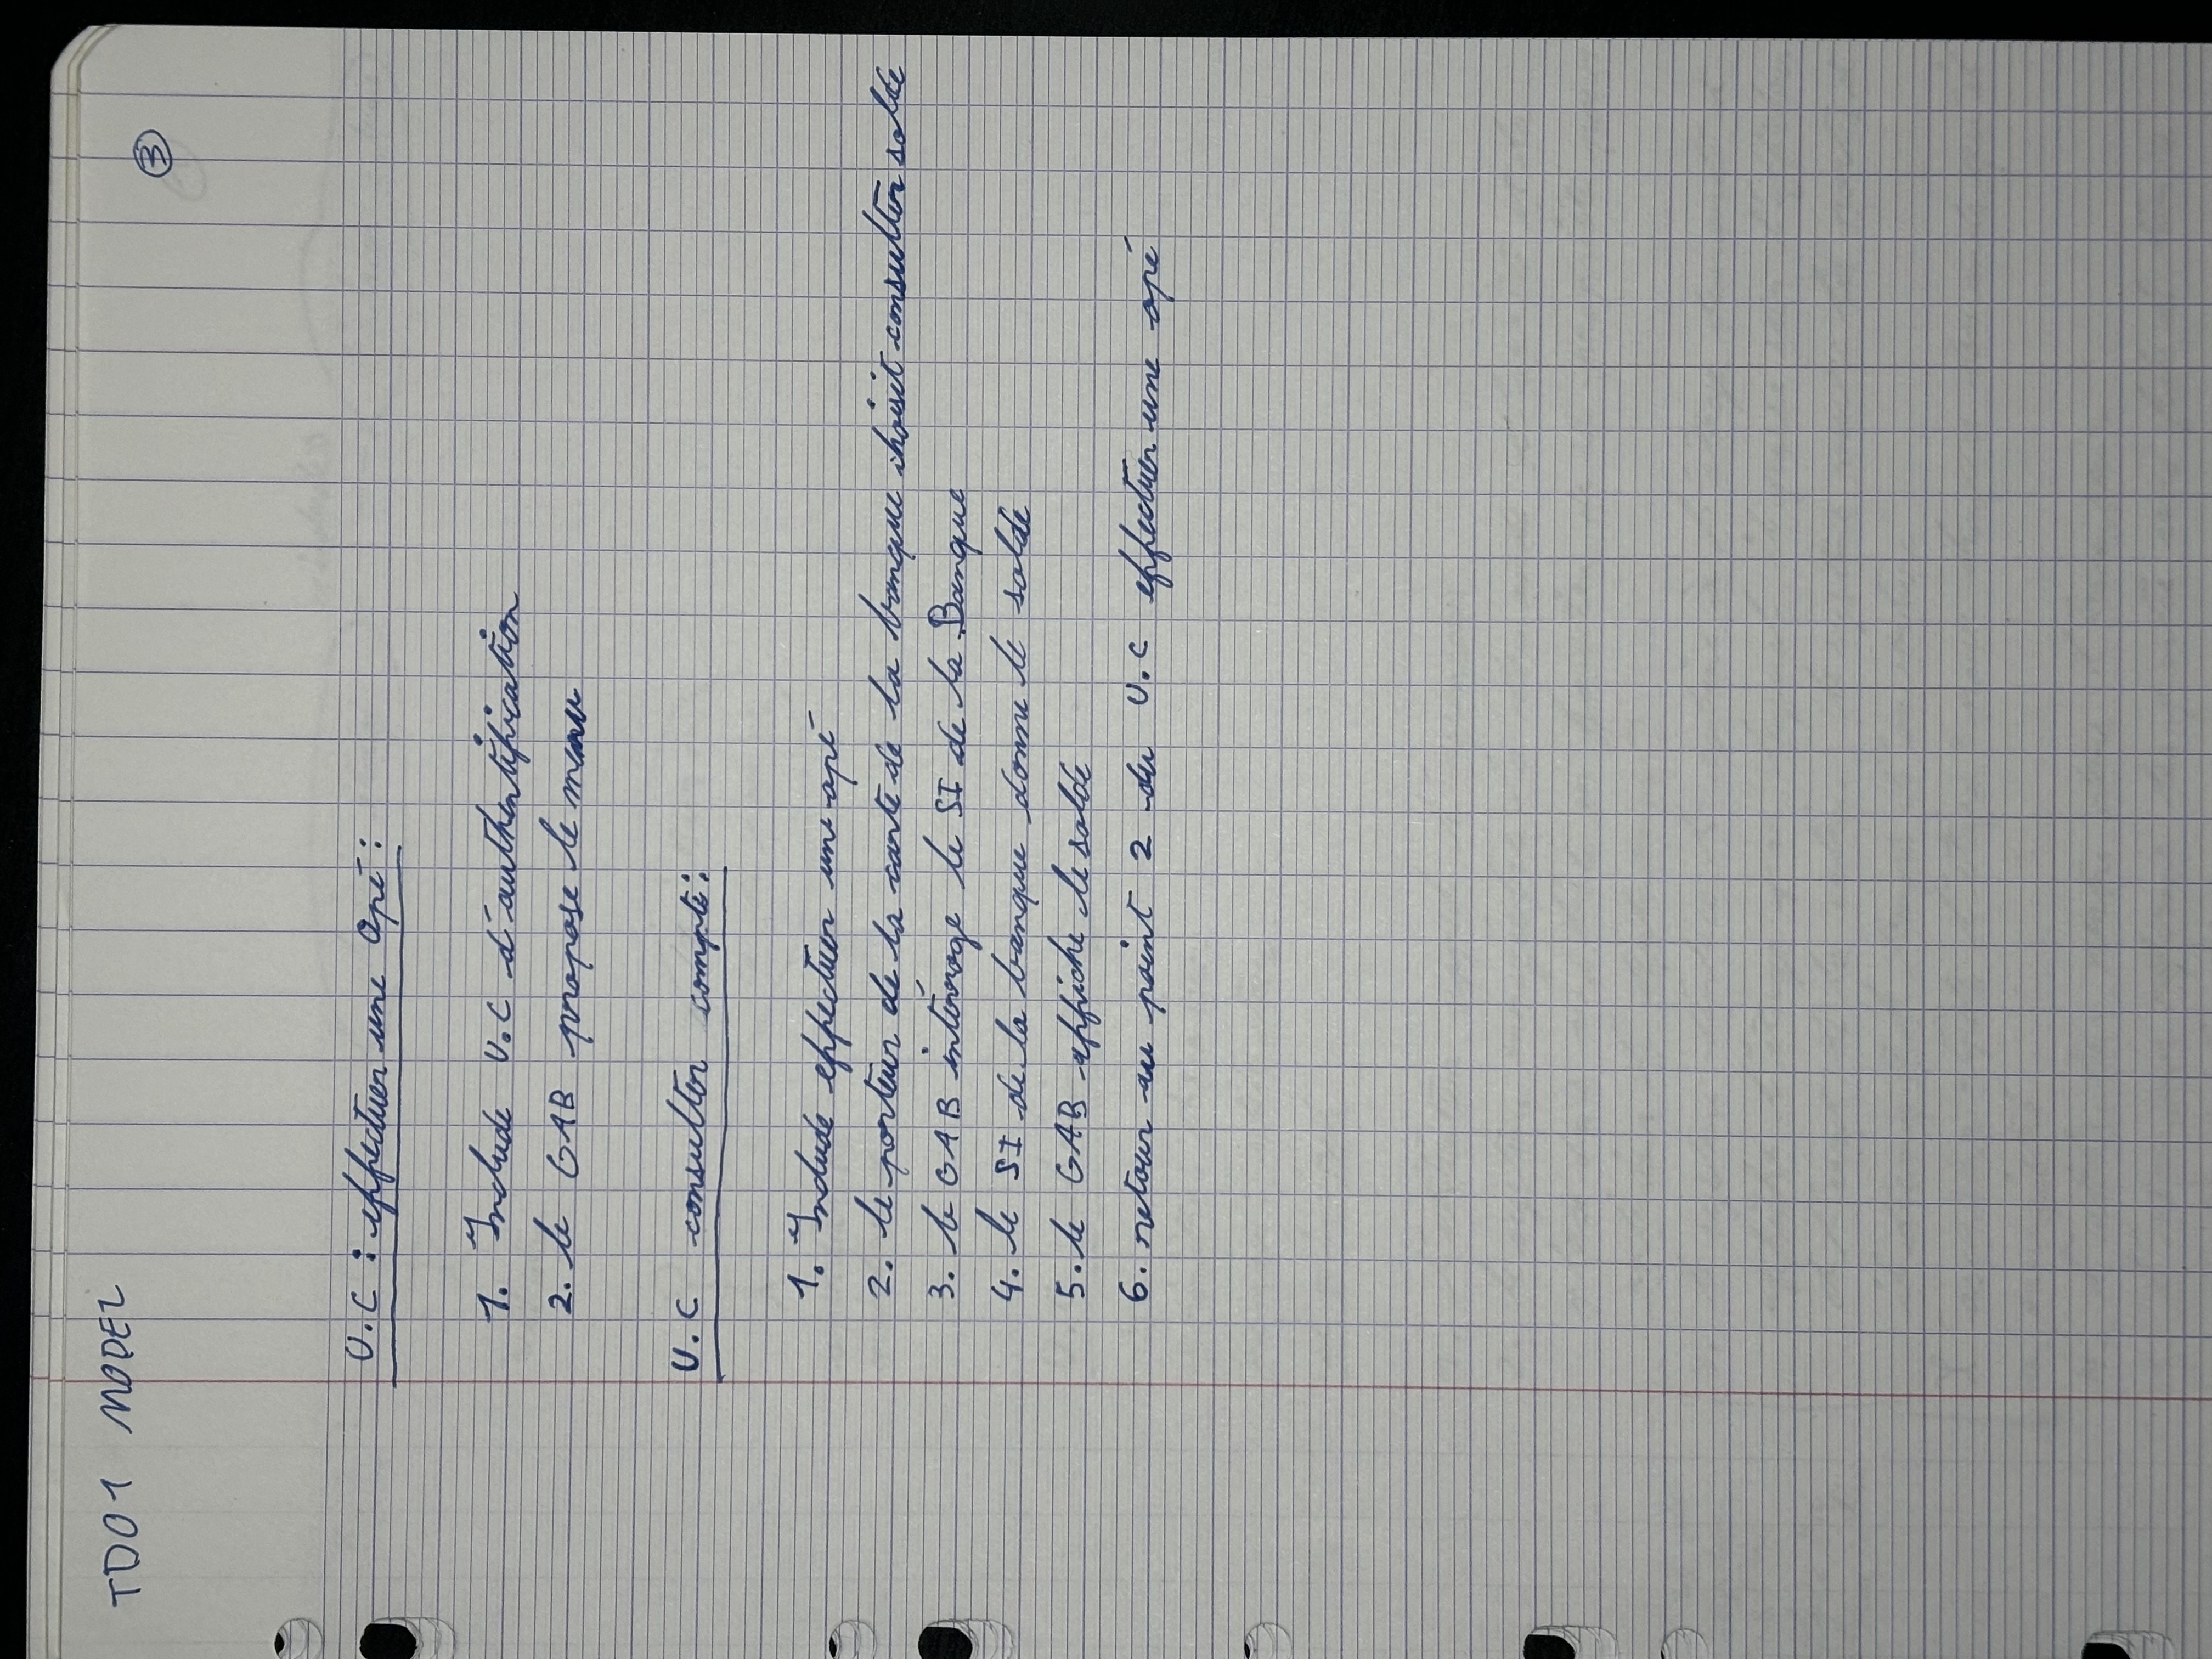 TD01 MODEL
3
U.C : effectuer une Opé :
1. Include U.C d'authentification
2. le GAB propose le menu
U.C consulter compte :
1. Include effectuer une opé
2. le porteur de la carte de la banque choisit consulter solde
3. le GAB intérroge le SI de la Banque
4. le SI de la banque donne le solde
5. le GAB affiche le solde
6. retour au point 2 du U.C effectuer une opé